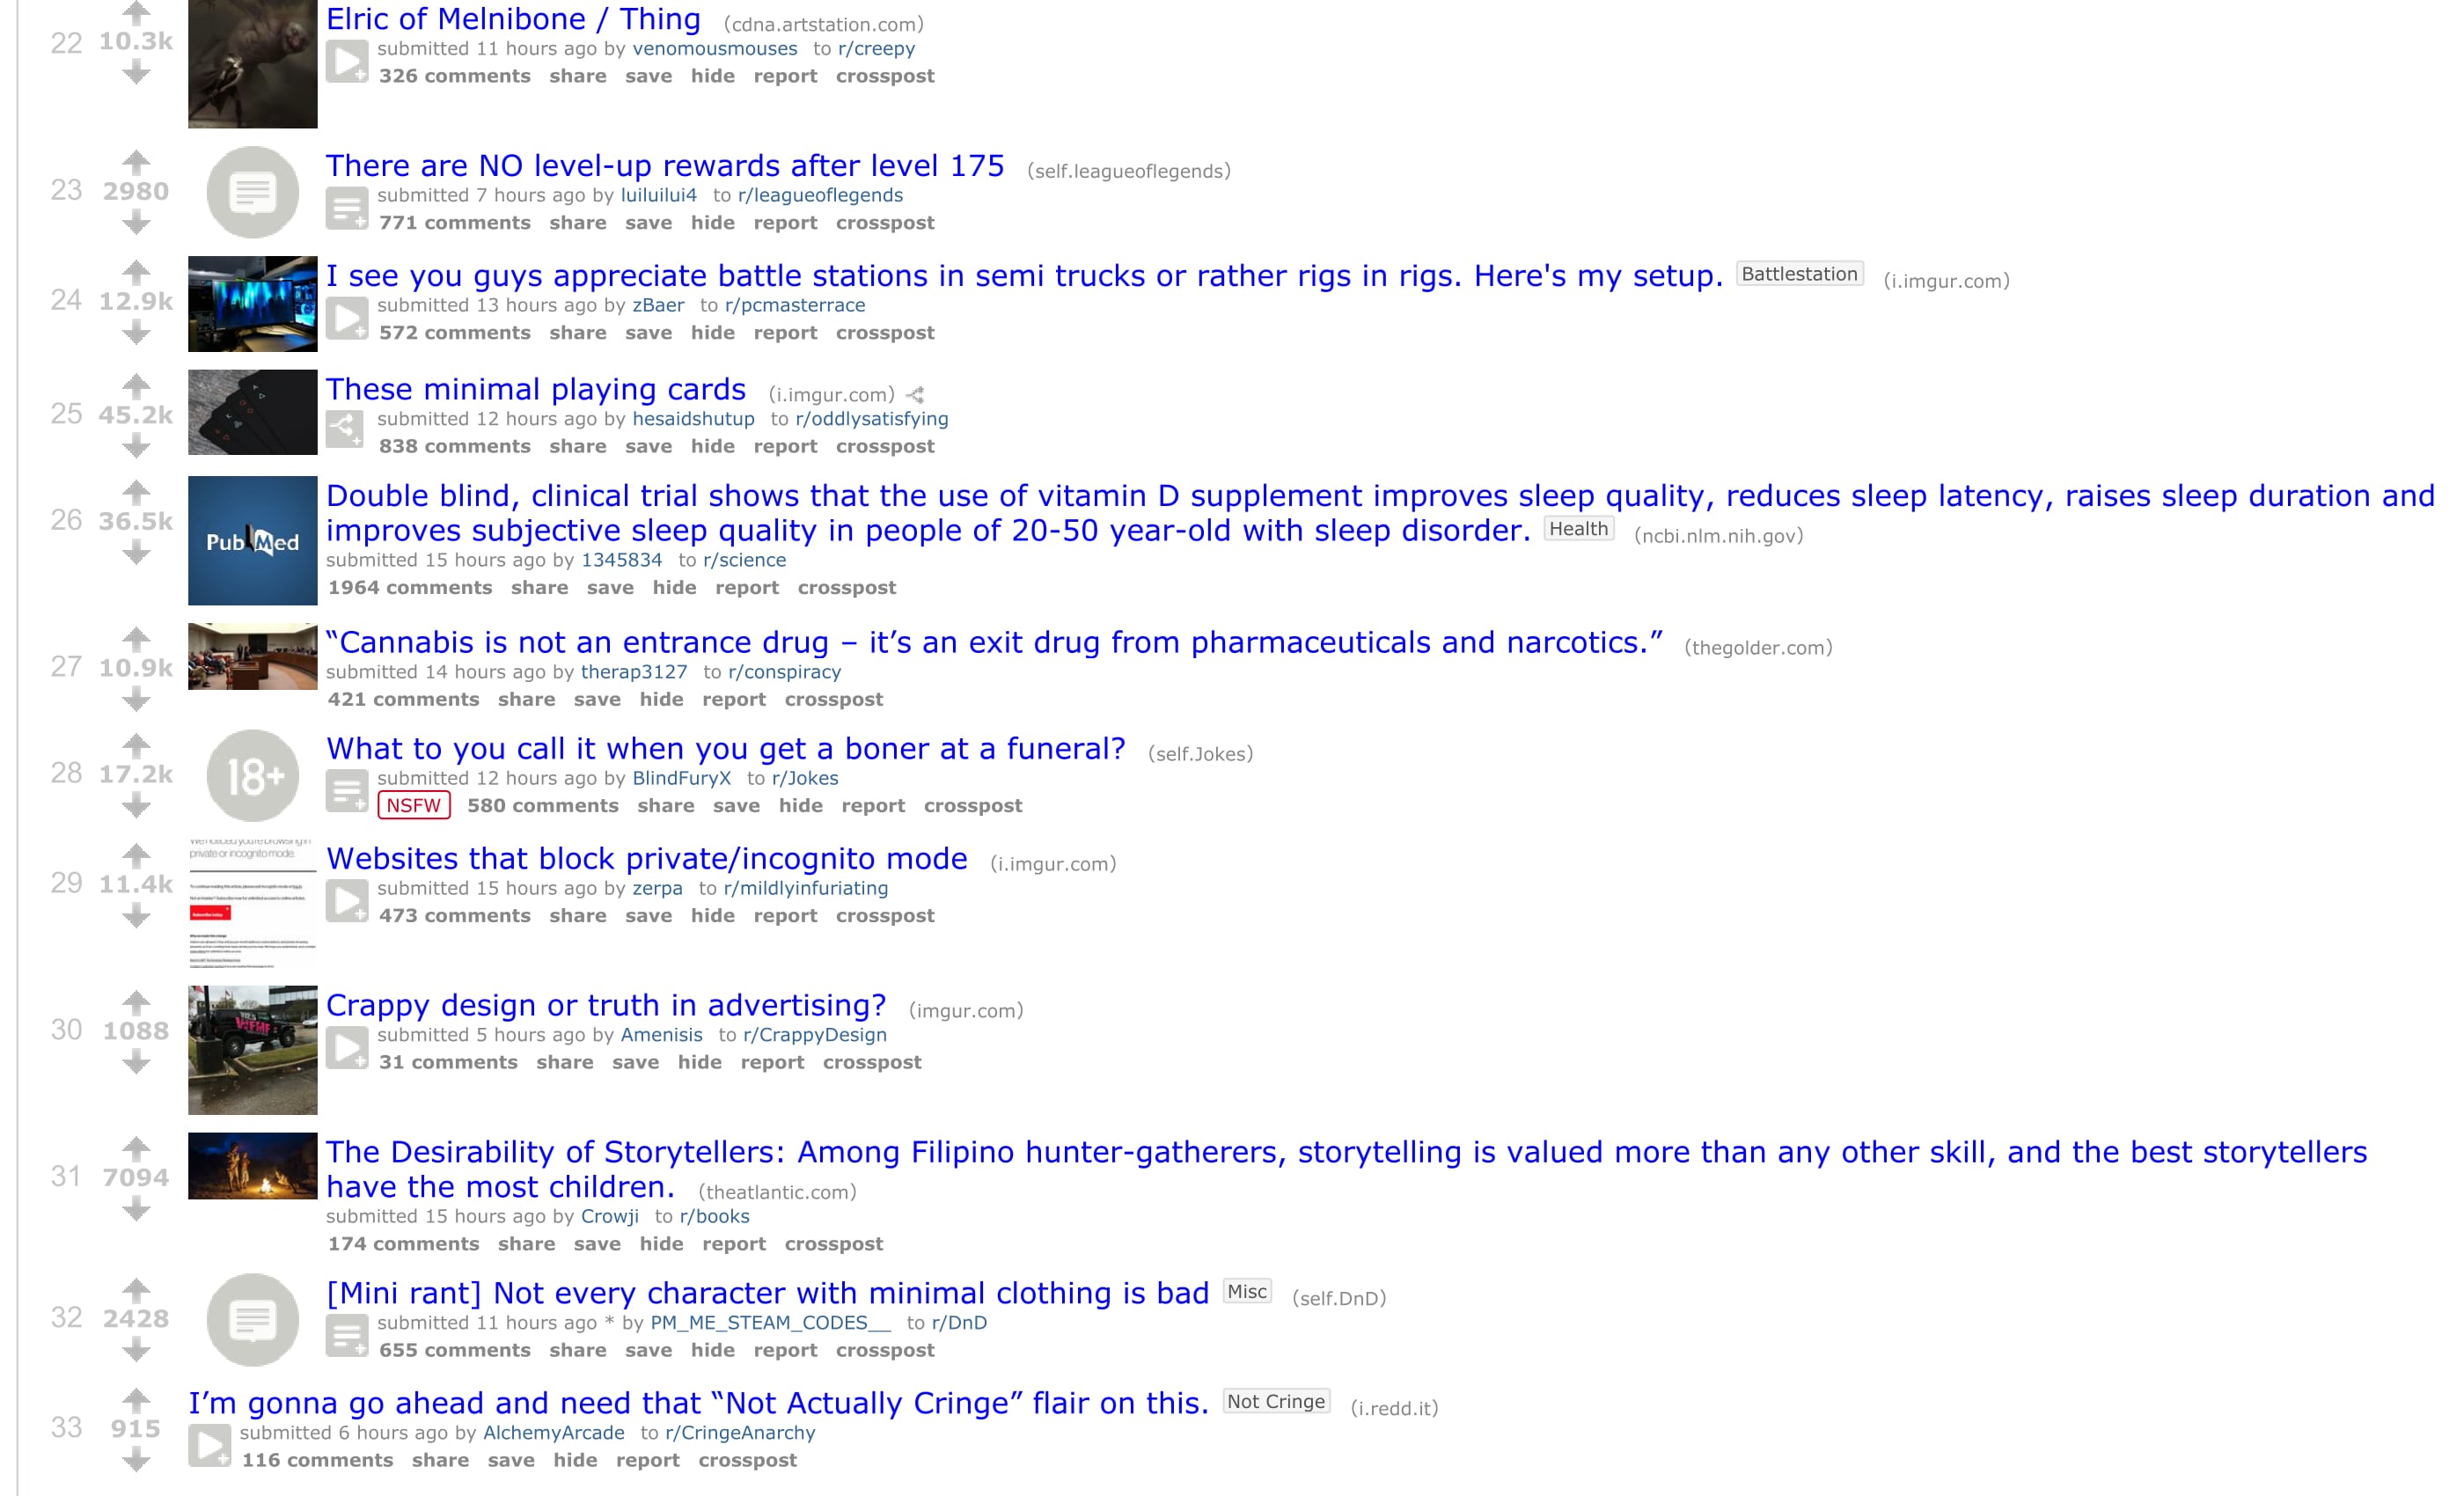 22 10.3k Elric of Melnibone / Thing (cdna.artstation.com)
submitted 11 hours ago by venomousmouses to r/creepy
326 comments share save hide report crosspost
23 2980 There are NO level-up rewards after level 175 (self.leagueoflegends)
submitted 7 hours ago by luiluilui4 to r/leagueoflegends
771 comments share save hide report crosspost
24 12.9k I see you guys appreciate battle stations in semi trucks or rather rigs in rigs. Here's my setup. Battlestation (i.imgur.com)
submitted 13 hours ago by zBaer to r/pcmasterrace
572 comments share save hide report crosspost
25 45.2k These minimal playing cards (i.imgur.com)
submitted 12 hours ago by hesaidshutup to r/oddlysatisfying
838 comments share save hide report crosspost
26 36.5k PubMed Double blind, clinical trial shows that the use of vitamin D supplement improves sleep quality, reduces sleep latency, raises sleep duration and
improves subjective sleep quality in people of 20-50 year-old with sleep disorder. Health (ncbi.nlm.nih.gov)
submitted 15 hours ago by 1345834 to r/science
1964 comments share save hide report crosspost
27 10.9k “Cannabis is not an entrance drug – it’s an exit drug from pharmaceuticals and narcotics.” (thegolder.com)
submitted 14 hours ago by therap3127 to r/conspiracy
421 comments share save hide report crosspost
28 17.2k 18+ What to you call it when you get a boner at a funeral? (self.Jokes)
submitted 12 hours ago by BlindFuryX to r/Jokes
NSFW 580 comments share save hide report crosspost
29 11.4k Websites that block private/incognito mode (i.imgur.com)
private or incognito mode.
submitted 15 hours ago by zerpa to r/mildlyinfuriating
473 comments share save hide report crosspost
30 1088 Crappy design or truth in advertising? (imgur.com)
submitted 5 hours ago by Amenisis to r/CrappyDesign
31 comments share save hide report crosspost
31 7094 The Desirability of Storytellers: Among Filipino hunter-gatherers, storytelling is valued more than any other skill, and the best storytellers
have the most children. (theatlantic.com)
submitted 15 hours ago by Crowji to r/books
174 comments share save hide report crosspost
32 2428 [Mini rant] Not every character with minimal clothing is bad Misc (self.DnD)
submitted 11 hours ago * by PM_ME_STEAM_CODES__ to r/DnD
655 comments share save hide report crosspost
33 915 I’m gonna go ahead and need that “Not Actually Cringe” flair on this. Not Cringe (i.redd.it)
submitted 6 hours ago by AlchemyArcade to r/CringeAnarchy
116 comments share save hide report crosspost